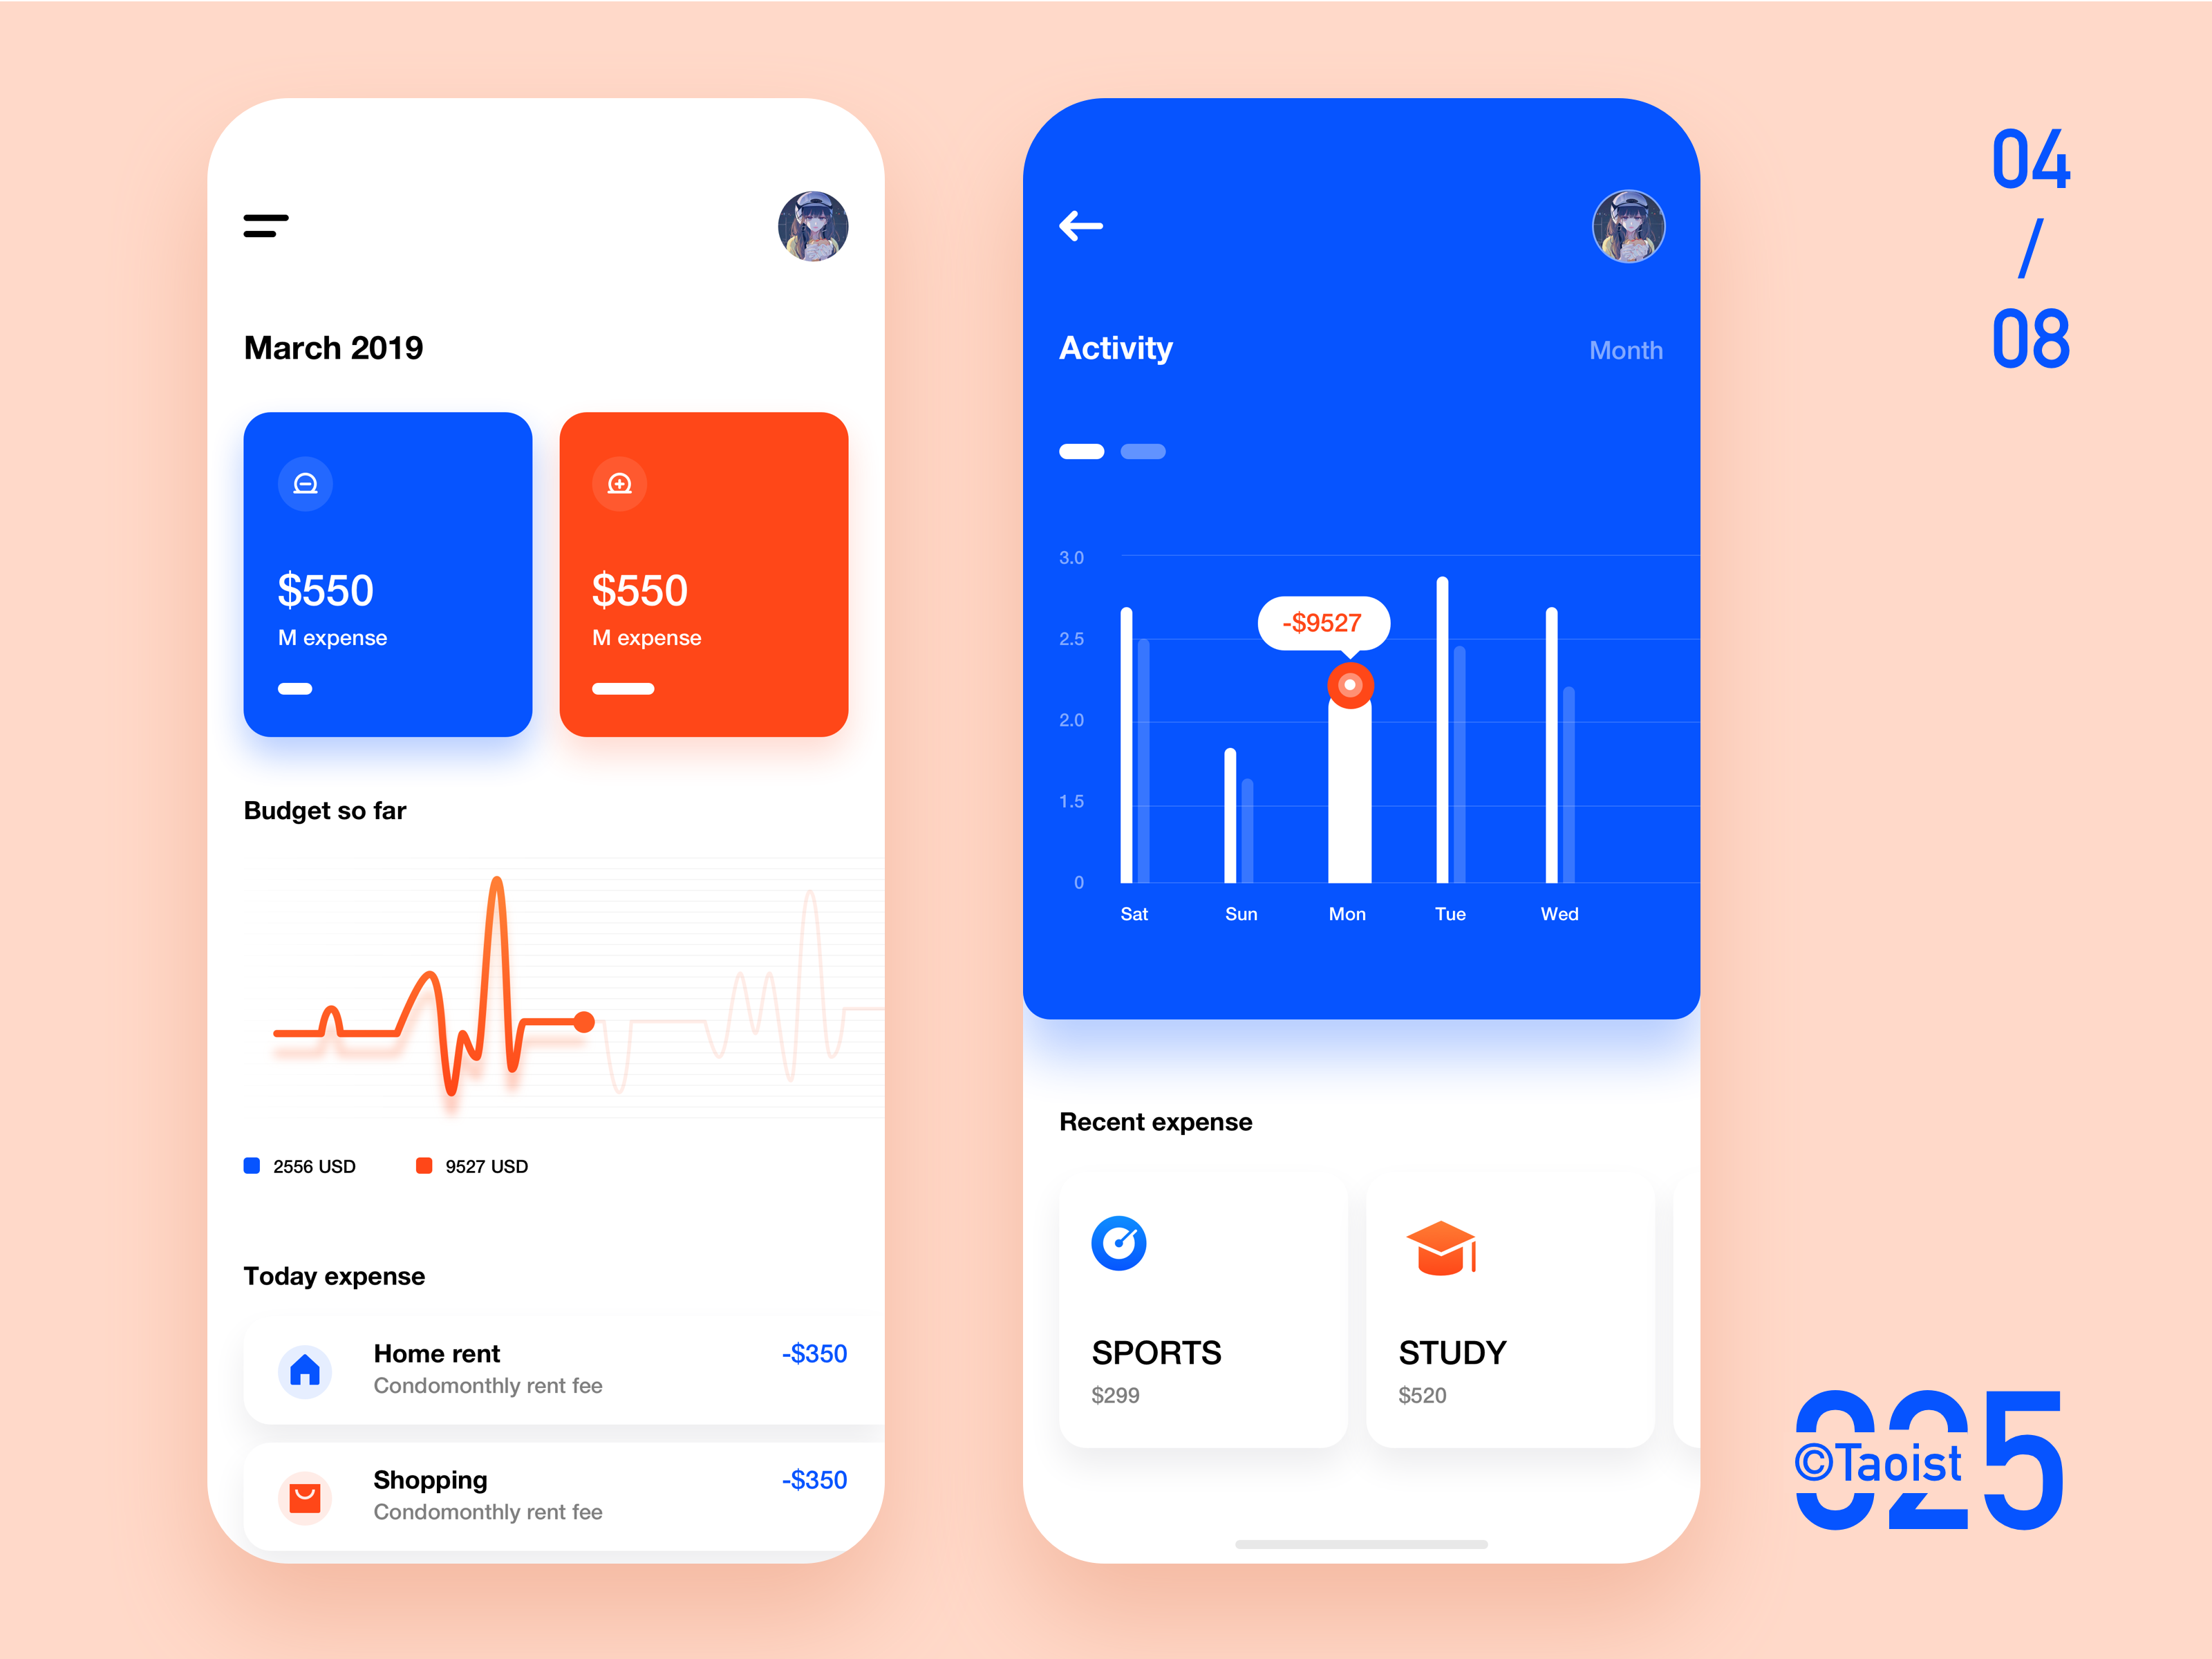 March 2019
$550
M expense
$550
M expense
Budget so far
2556 USD
9527 USD
Today expense
Home rent
-$350
Condomonthly rent fee
Shopping
-$350
Condomonthly rent fee
Activity
Month
3.0
2.5
2.0
1.5
0
-$9527
Sat
Sun
Mon
Tue
Wed
Recent expense
SPORTS
$299
STUDY
$520
04
/
08
025
©Taoist